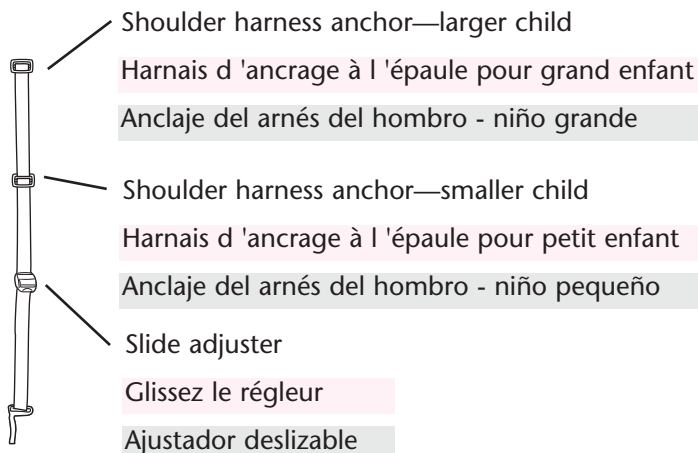 Shoulder harness anchor—larger child
Harnais d 'ancrage à l 'épaule pour grand enfant
Anclaje del arnés del hombro - niño grande
Shoulder harness anchor—smaller child
Harnais d 'ancrage à l 'épaule pour petit enfant
Anclaje del arnés del hombro - niño pequeño
Slide adjuster
Glissez le régleur
Ajustador deslizable